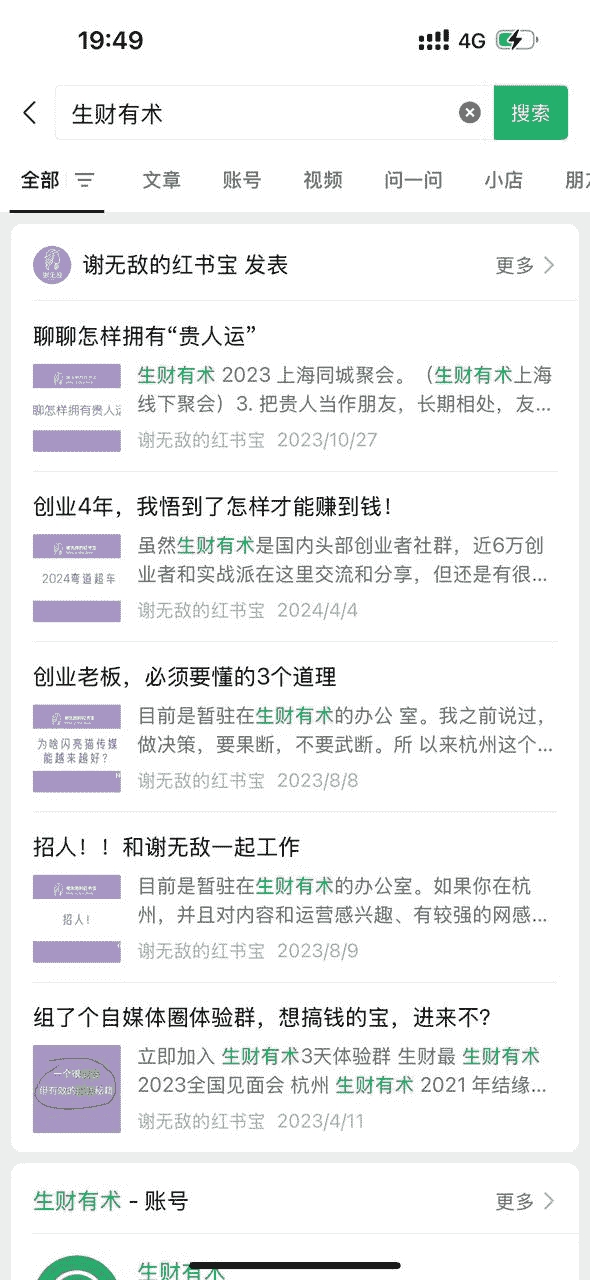 19:49
4G
生财有术
搜索
全部
文章
账号
视频
问一问
小店
谢无敌的红书宝 发表
更多
聊聊怎样拥有“贵人运”
生财有术 2023 上海同城聚会。（生财有术上海
聊怎样拥有贵人运
线下聚会）3. 把贵人当作朋友，长期相处，友...
谢无敌的红书宝 2023/10/27
创业4年，我悟到了怎样才能赚到钱！
虽然生财有术是国内头部创业者社群，近6万创
2024弯道超车
业者和实战派在这里交流和分享，但还是有很...
谢无敌的红书宝 2024/4/4
创业老板，必须要懂的3个道理
目前是暂驻在生财有术的办公 室。我之前说过，
为啥闪亮猫传媒
能越来越好？
做决策，要果断，不要武断。所 以来杭州这个...
谢无敌的红书宝 2023/8/8
招人！！和谢无敌一起工作
目前是暂驻在生财有术的办公室。如果你在杭
招人！
州，并且对内容和运营感兴趣、有较强的网感...
谢无敌的红书宝 2023/8/9
组了个自媒体圈体验群，想搞钱的宝，进来不？
立即加入 生财有术3天体验群 生财最 生财有术
一个很
2023全国见面会 杭州 生财有术 2021 年结缘...
谢无敌的红书宝 2023/4/11
生财有术 - 账号
更多
生财有术